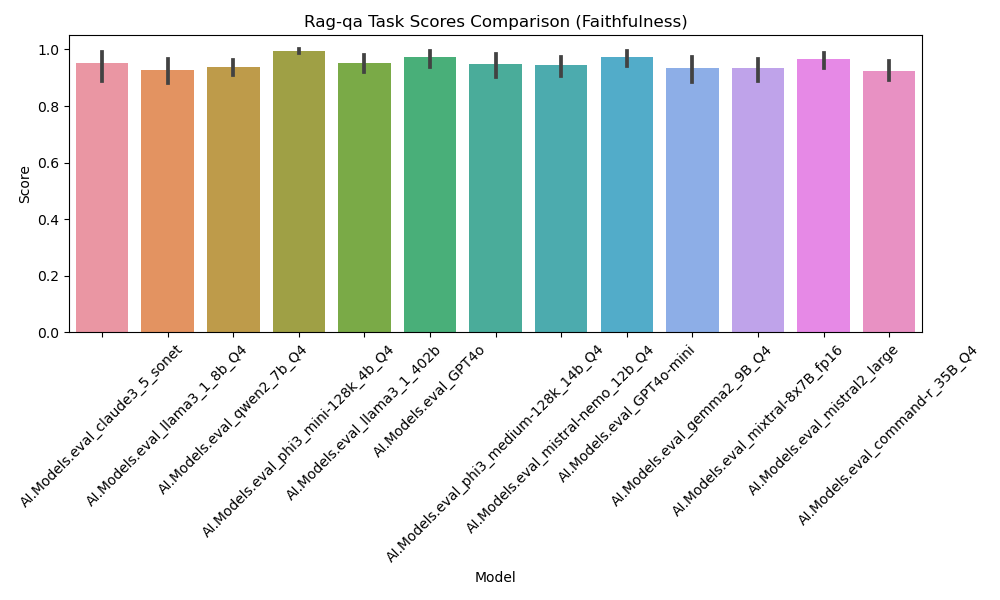 Rag-qa Task Scores Comparison (Faithfulness)
1.0
0.8
0.6
0.4
0.2
0.0
Score
AI.Models.eval_claude3_5_sonet
AI.Models.eval_llama3_1_8b_Q4
AI.Models.eval_qwen2_7b_Q4
AI.Models.eval_phi3_mini-128k_4b_Q4
AI.Models.eval_llama3_1_402b
AI.Models.eval_GPT4o
AI.Models.eval_phi3_medium-128k_14b_Q4
AI.Models.eval_mistral-nemo_12b_Q4
AI.Models.eval_GPT4o-mini
AI.Models.eval_gemma2_9B_Q4
AI.Models.eval_mixtral-8x7B_fp16
AI.Models.eval_mistral2_large
AI.Models.eval_command-r_35B_Q4
Model